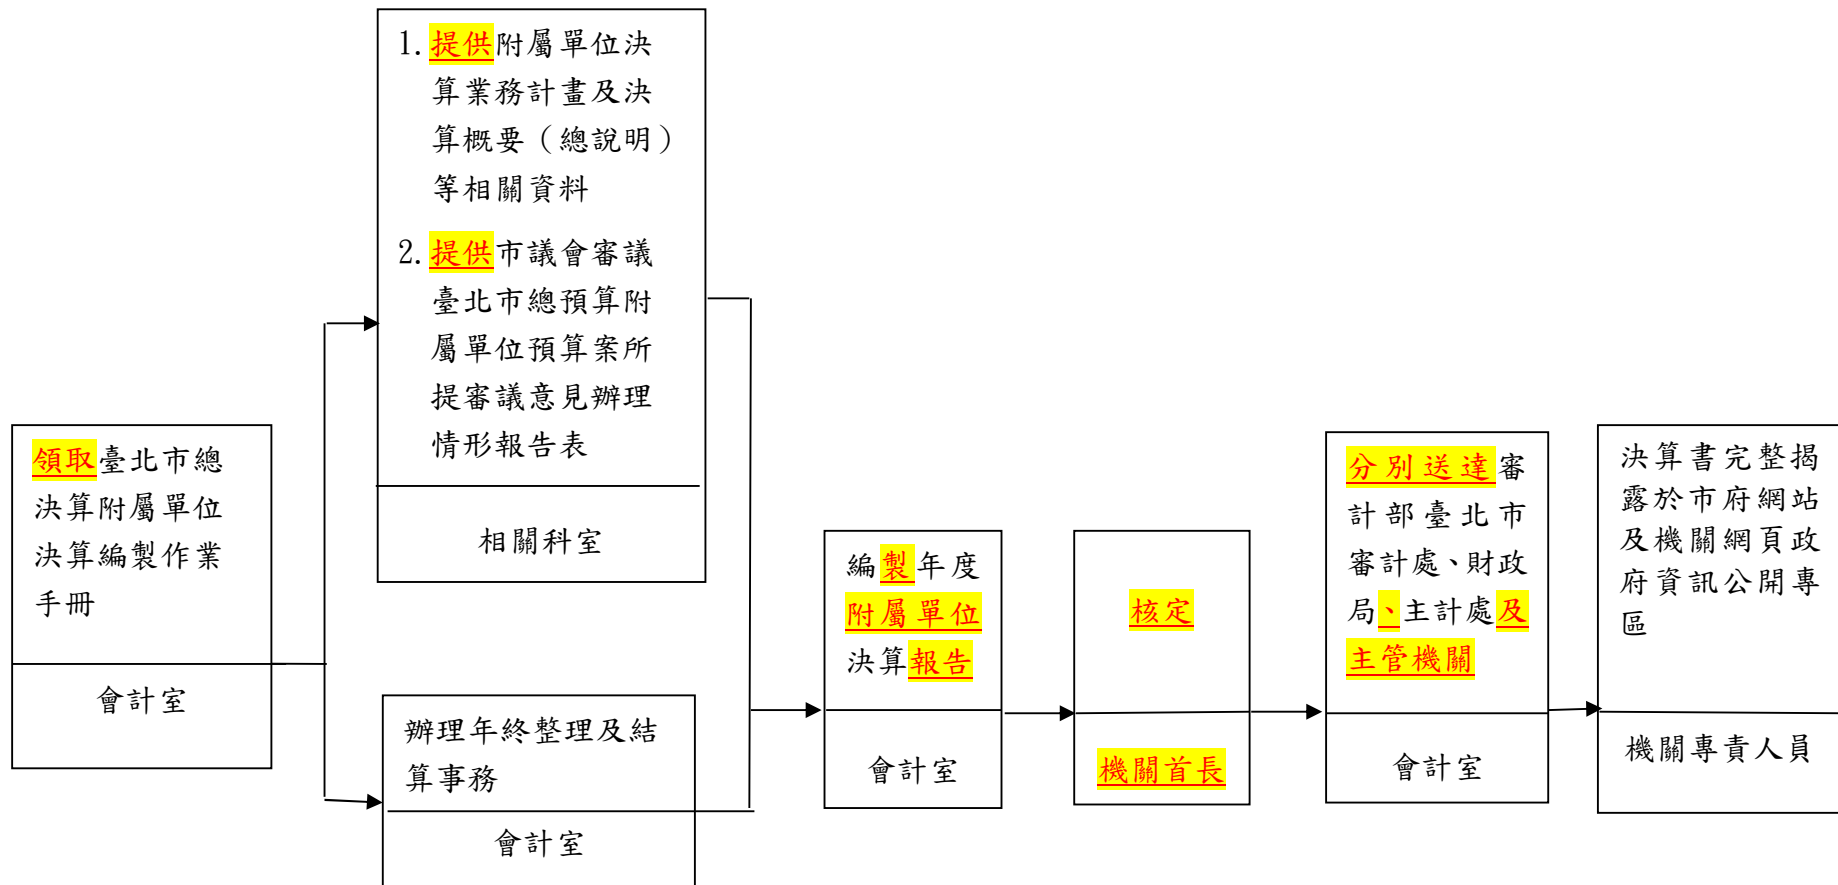 領取臺北市總
決算附屬單位
決算編製作業
手冊
會計室
1.提供附屬單位決
算業務計畫及決
算概要（總說明）
等相關資料
2.提供市議會審議
臺北市總預算附
屬單位預算案所
提審議意見辦理
情形報告表
相關科室
辦理年終整理及結
算事務
會計室
編製年度
附屬單位
決算報告
會計室
核定
機關首長
分別送達審
計部臺北市
審計處、財政
局、主計處及
主管機關
會計室
決算書完整揭
露於市府網站
及機關網頁政
府資訊公開專
區
機關專責人員